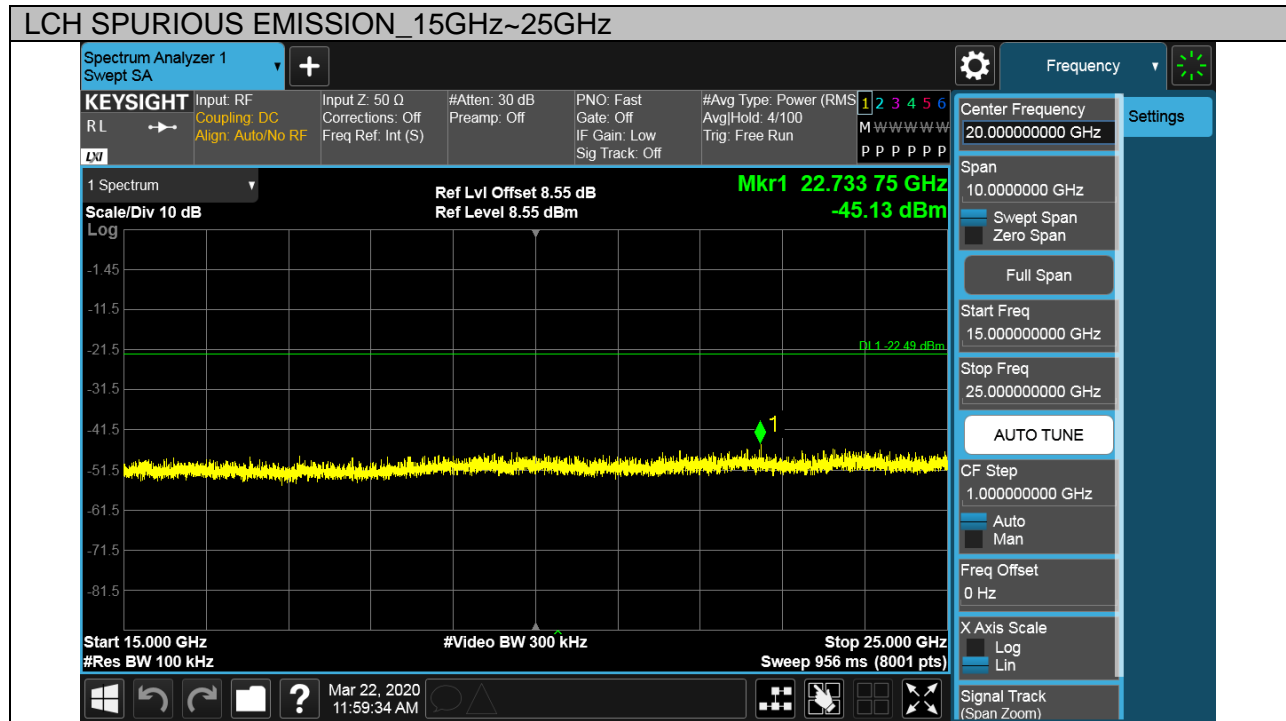 LCH SPURIOUS EMISSION_15GHz~25GHz
Spectrum Analyzer 1
Swept SA
+
Frequency
KEYSIGHT
R L
LXI
Input: RF
Coupling: DC
Align: Auto/No RF
Input Z: 50 Ω
Corrections: Off
Freq Ref: Int (S)
#Atten: 30 dB
Preamp: Off
PNO: Fast
Gate: Off
IF Gain: Low
Sig Track: Off
#Avg Type: Power (RMS
Avg|Hold: 4/100
Trig: Free Run
1 2 3 4 5 6
M W W W W W
P P P P P P
1 Spectrum
Scale/Div 10 dB
Log
Ref Lvl Offset 8.55 dB
Ref Level 8.55 dBm
Mkr1 22.733 75 GHz
-45.13 dBm
-1.45
-11.5
-21.5
DL1 -22.49 dBm
-31.5
-41.5
1
-51.5
-61.5
-71.5
-81.5
Start 15.000 GHz
#Res BW 100 kHz
#Video BW 300 kHz
Stop 25.000 GHz
Sweep 956 ms (8001 pts)
Center Frequency
20.000000000 GHz
Settings
Span
10.0000000 GHz
Swept Span
Zero Span
Full Span
Start Freq
15.000000000 GHz
Stop Freq
25.000000000 GHz
AUTO TUNE
CF Step
1.000000000 GHz
Auto
Man
Freq Offset
0 Hz
X Axis Scale
Log
Lin
Signal Track
(Span Zoom)
?
Mar 22, 2020
11:59:34 AM